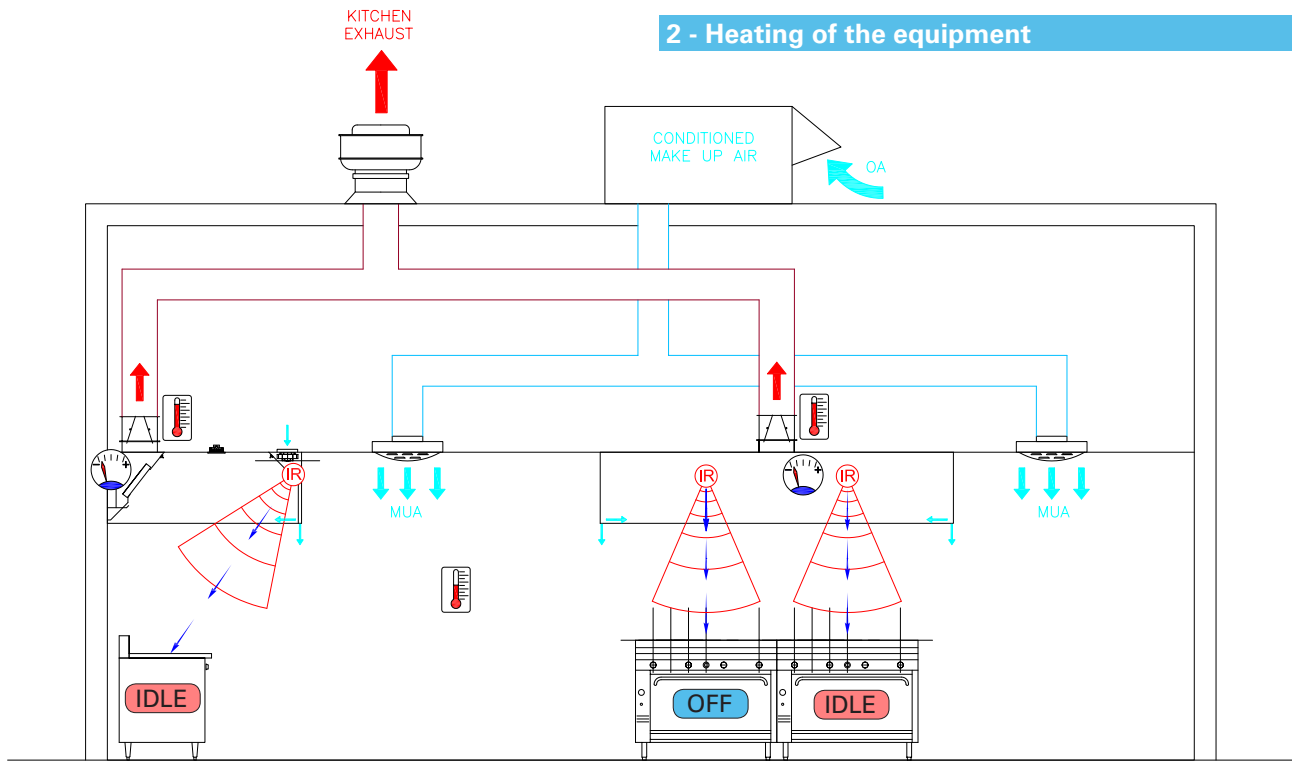 KITCHEN
EXHAUST
2 - Heating of the equipment
CONDITIONED
MAKE UP AIR
OA
- +
IR
MUA
IR
- +
IR
MUA
IDLE
OFF
IDLE